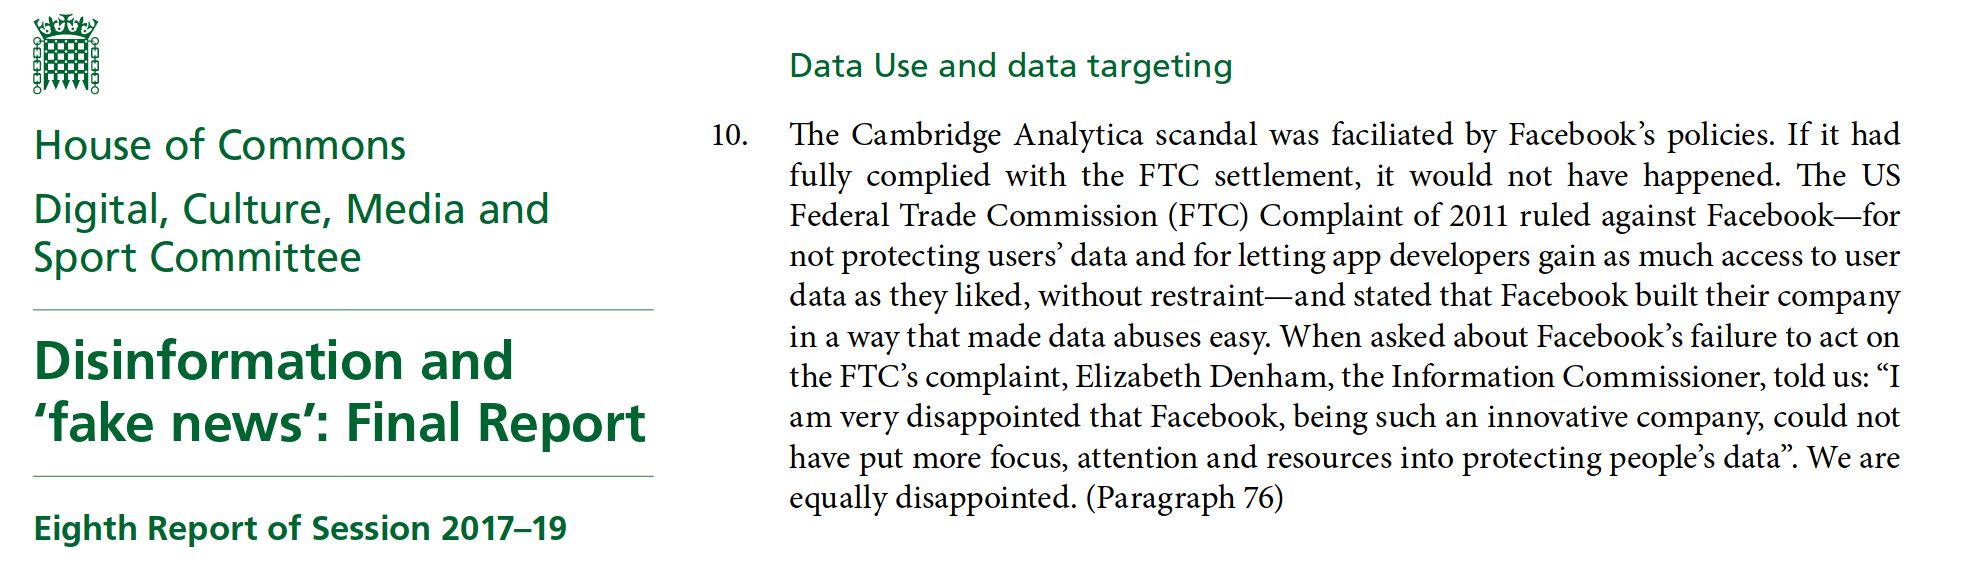 House of Commons
Digital, Culture, Media and
Sport Committee
Disinformation and
‘fake news’: Final Report
Eighth Report of Session 2017–19
Data Use and data targeting
10. The Cambridge Analytica scandal was faciliated by Facebook’s policies. If it had
fully complied with the FTC settlement, it would not have happened. The US
Federal Trade Commission (FTC) Complaint of 2011 ruled against Facebook—for
not protecting users’ data and for letting app developers gain as much access to user
data as they liked, without restraint—and stated that Facebook built their company
in a way that made data abuses easy. When asked about Facebook’s failure to act on
the FTC’s complaint, Elizabeth Denham, the Information Commissioner, told us: “I
am very disappointed that Facebook, being such an innovative company, could not
have put more focus, attention and resources into protecting people’s data”. We are
equally disappointed. (Paragraph 76)